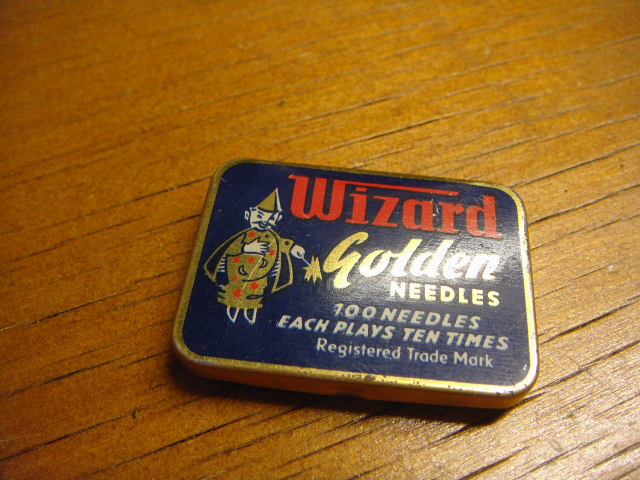 Wizard
Golden
NEEDLES
100 NEEDLES
EACH PLAYS TEN TIMES
Registered Trade Mark